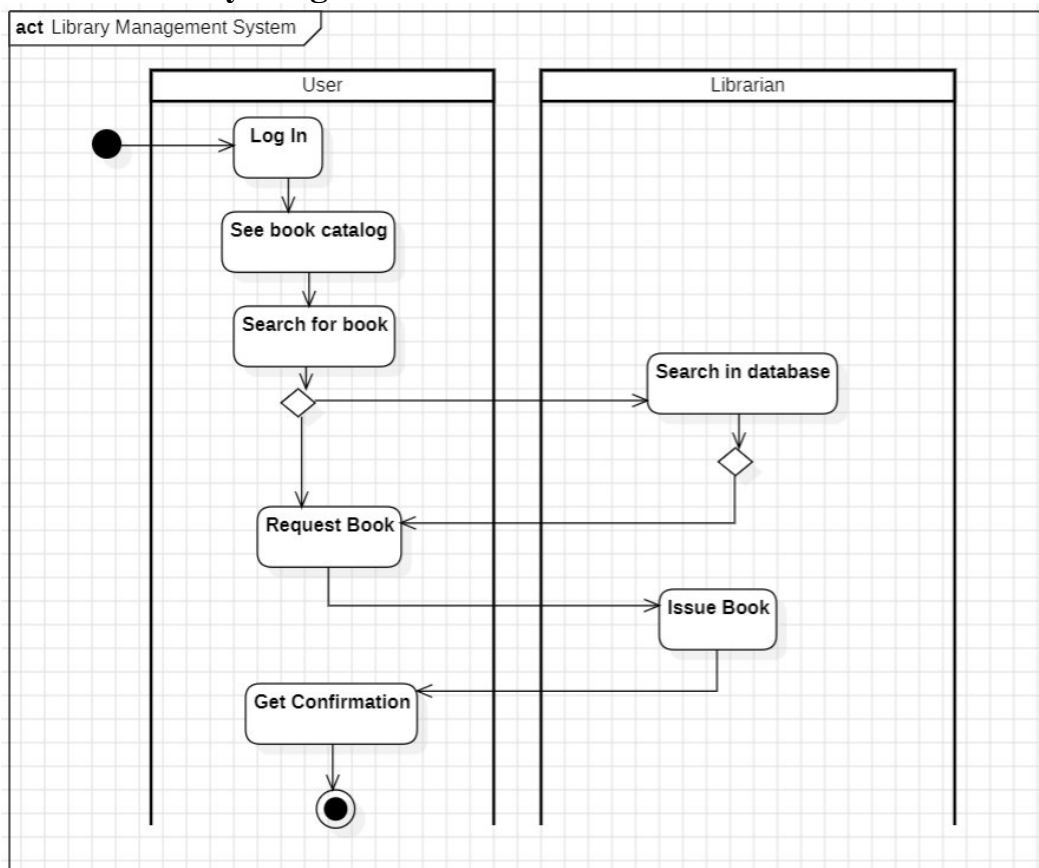 act Library Management System
User
Librarian
Log In
See book catalog
Search for book
Search in database
Request Book
Issue Book
Get Confirmation